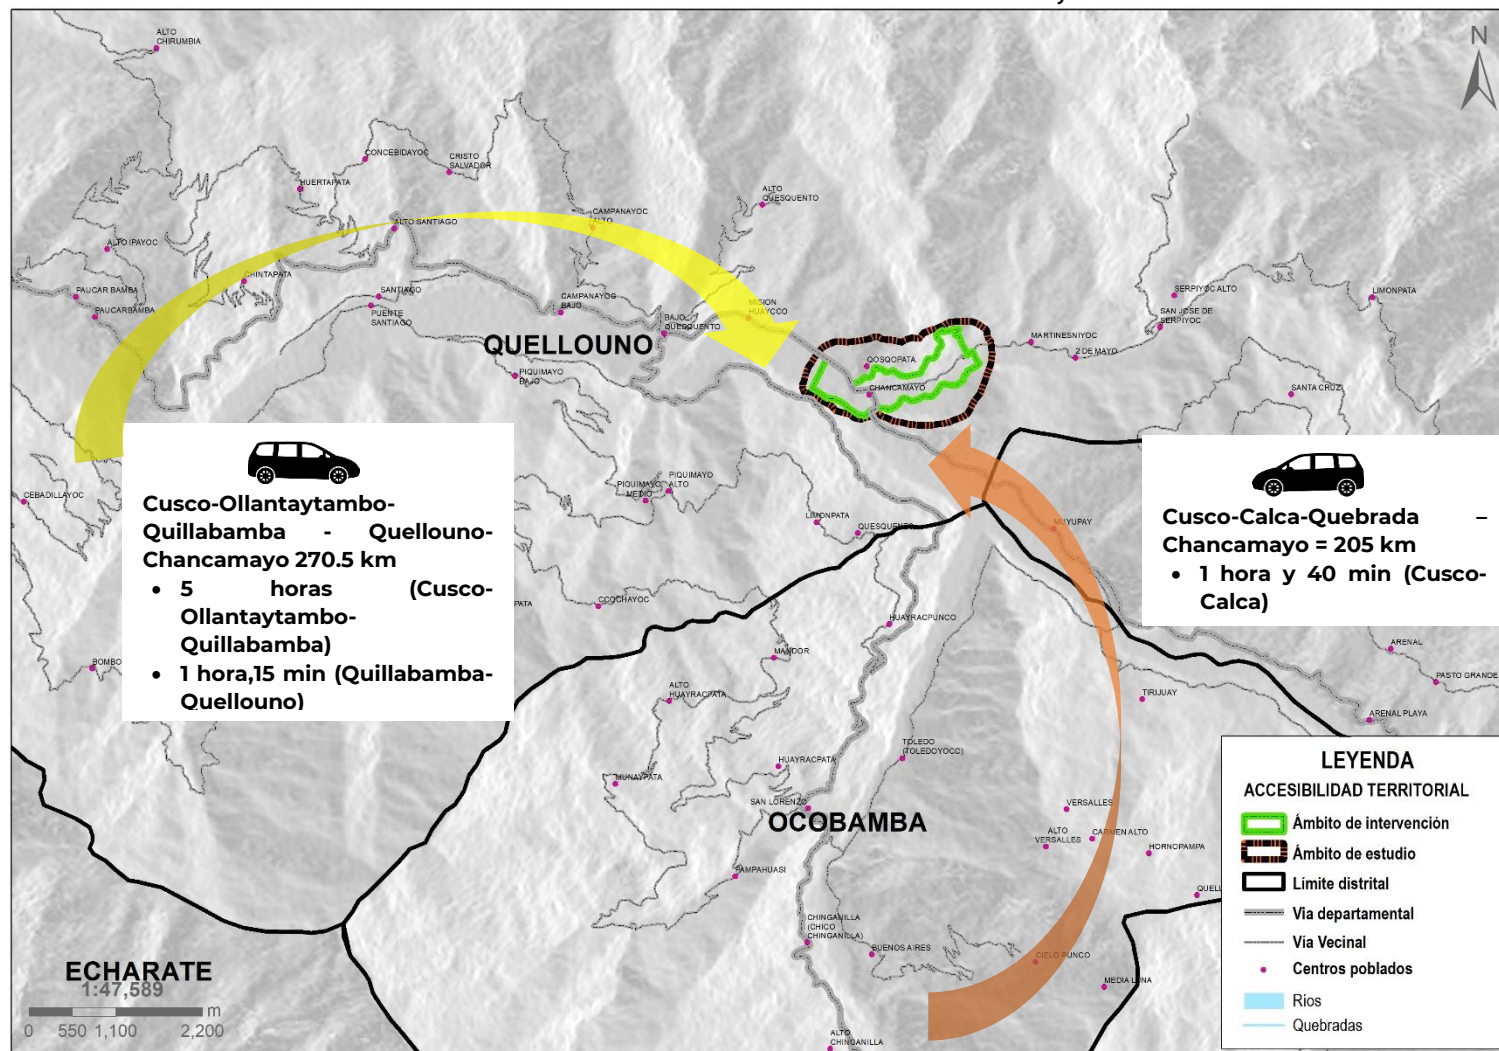 N
ALTO
CHIRUMBIA
CONCEBIDAYOC
CRISTO
SALVADOR
HUERTAPATA
ALTO
QUESQUENTO
CAMPANAYOC
ALTO
ALTO SANTIAGO
ALTO IPAYOC
CHINTAPATA
PAUCAR BAMBA
PAUCARBAMBA
SANTIAGO
PUENTE
SANTIAGO
CAMPANAYOG
BAJO
MISION
HUAYCCO
BAJO
QUESQUENTO
QUELLOUNO
PIQUIMAYO
BAJO
QOSQOPATA
CHANCAMAYO
MARTINESNIYOC
2 DE MAYO
SERPIYOC ALTO
SAN JOSE DE
SERPIYOC
LIMONPATA
SANTA CRUZ
CEBADILLAYOC
Cusco-Ollantaytambo-
Quillabamba - Quellouno-
Chancamayo 270.5 km
• 5 horas (Cusco-
Ollantaytambo-
Quillabamba)
• 1 hora,15 min (Quillabamba-
Quellouno)
PIQUIMAYO
MEDIO
PIQUIMAYO
ALTO
LIMONPATA
QUESQUENTO
MUYUPAY
Cusco-Calca-Quebrada –
Chancamayo = 205 km
• 1 hora y 40 min (Cusco-
Calca)
PATA
CCOCHAYOC
HUAYRACPUNCO
BOMBO
MANDOR
ALTO
HUAYRACPATA
ARENAL
PASTO GRANDE
TIRIJUAY
ARENAL PLAYA
TOLEDO
(TOLEDOYOCC)
HUAYRACPATA
MUNAYPATA
SAN LORENZO
OCOBAMBA
VERSALLES
ALTO
VERSALLES
CARMEN ALTO
HORNOPAMPA
PAMPAHUASI
QUELL
CHINGANILLA
(CHICO
CHINGANILLA)
BUENOS AIRES
CIELO PUNCO
MEDIA LUNA
ALTO
CHINGANILLA
ECHARATE
1:47,589
m
0 550 1,100 2,200
LEYENDA
ACCESIBILIDAD TERRITORIAL
Ámbito de intervención
Ámbito de estudio
Límite distrital
Via departamental
Vía Vecinal
Centros poblados
Rios
Quebradas